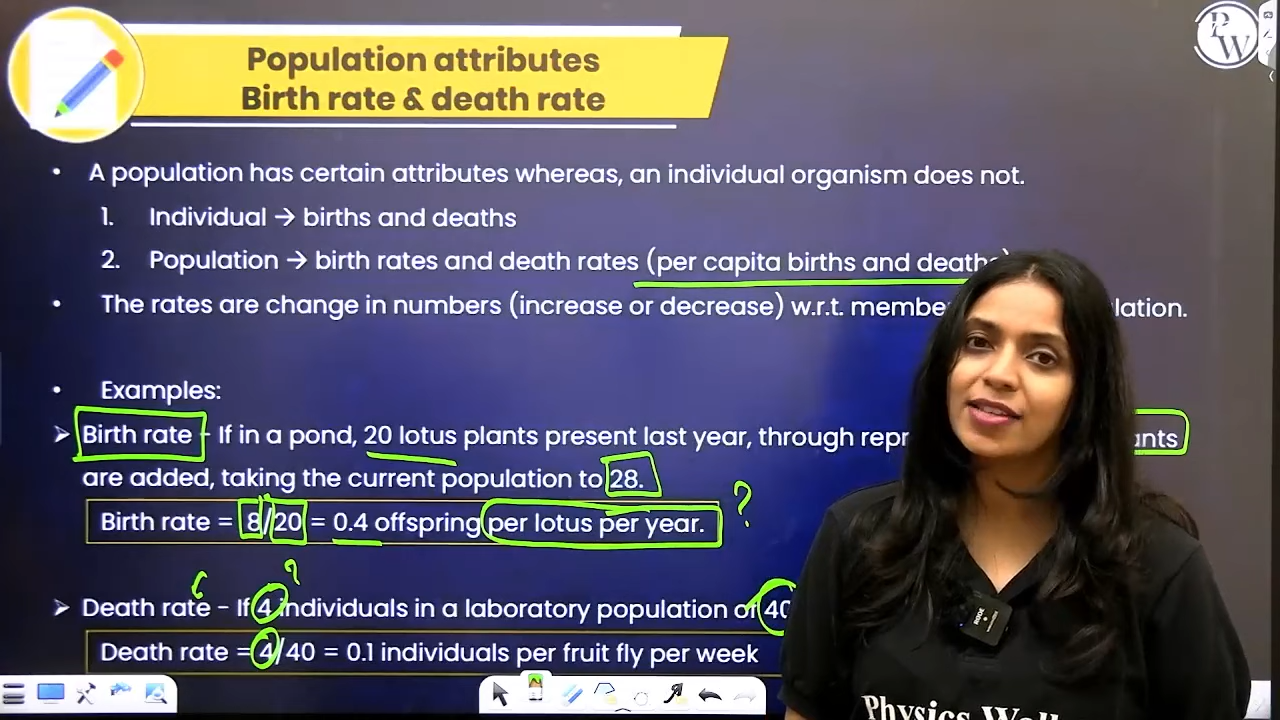 PW
Population attributes
Birth rate & death rate
• A population has certain attributes whereas, an individual organism does not.
1. Individual → births and deaths
2. Population → birth rates and death rates (per capita births and deaths)
• The rates are change in numbers (increase or decrease) w.r.t.
• Examples:
➤ Birth rate - If in a pond, 20 lotus plants present last year, through
are added, taking the current population to 28.
Birth rate = 8/20 = 0.4 offspring per lotus per year. ?
?
➤ Death rate - If 4 individuals in a laboratory population of 40
Death rate = 4/40 = 0.1 individuals per fruit fly per week
RODE
Physics